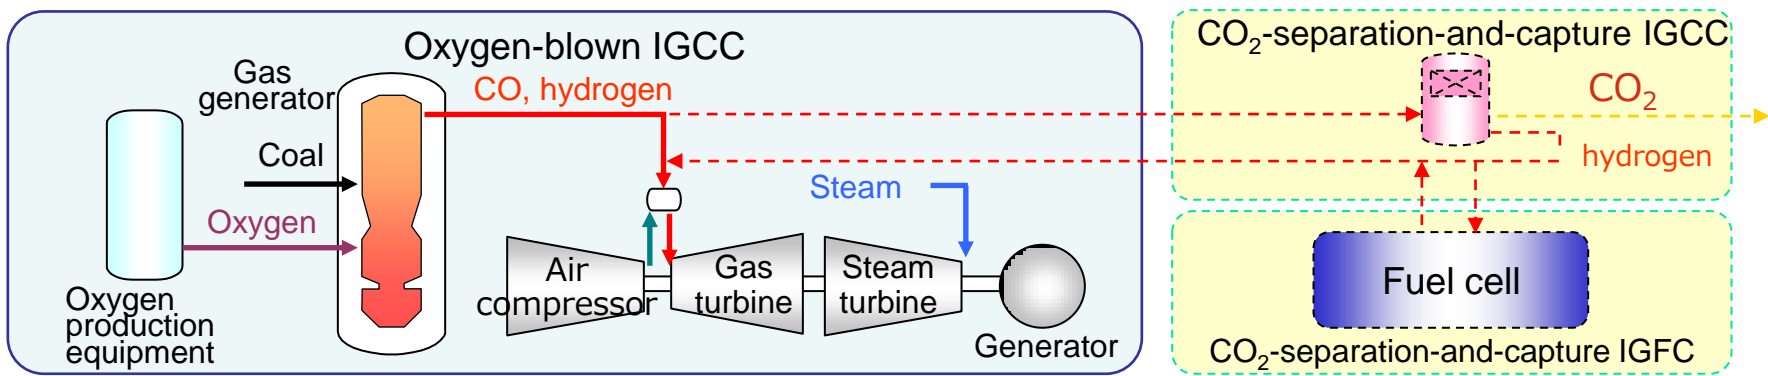 Oxygen-blown IGCC
Gas
generator
CO, hydrogen
Coal
Oxygen
Oxygen
production
equipment
Steam
Air
compressor
Gas
turbine
Steam
turbine
Generator
CO₂-separation-and-capture IGCC
CO₂
hydrogen
Fuel cell
CO₂-separation-and-capture IGFC